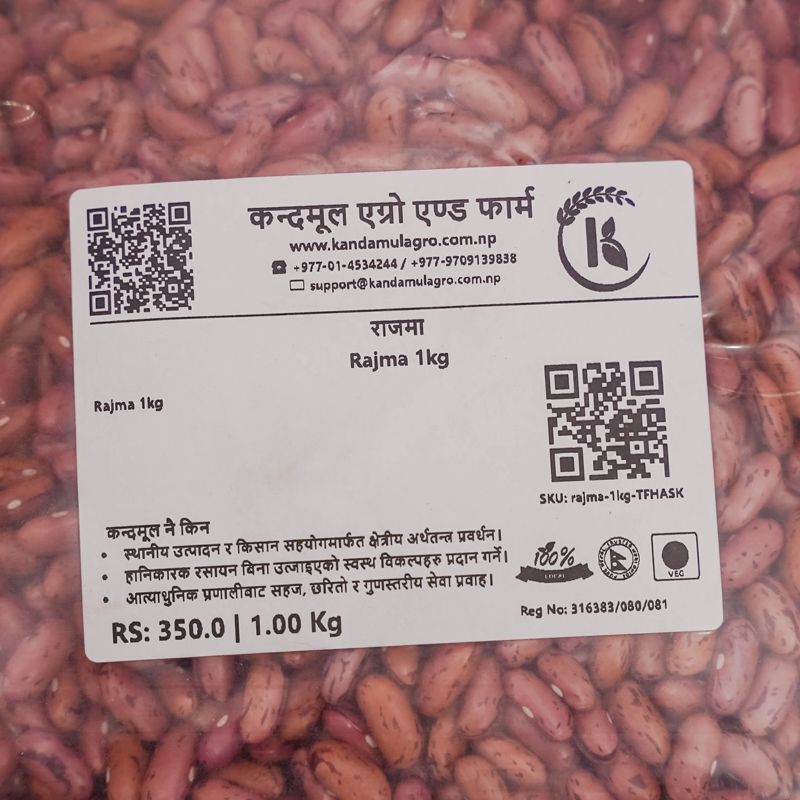 कन्दमूल एग्रो एण्ड फार्म
www.kandamulagro.com.np
+977-01-4534244 / +977-9709139838
support@kandamulagro.com.np
राजमा
Rajma 1kg
Rajma 1kg
SKU: rajma-1kg-TFHASK
कन्दमूल नै किन
• स्थानीय उत्पादन र किसान सहयोगमार्फत क्षेत्रीय अर्थतन्त्र प्रवर्धन।
• हानिकारक रसायन बिना उत्जाइएको स्वस्थ विकल्पहरु प्रदान गर्ने।
• आत्याधुनिक प्रणालीवाट सहज, छरितो र गुणस्तरीय सेवा प्रवाह।
100%
LOCAL
VEG
Reg No: 316383/080/081
RS: 350.0 | 1.00 Kg